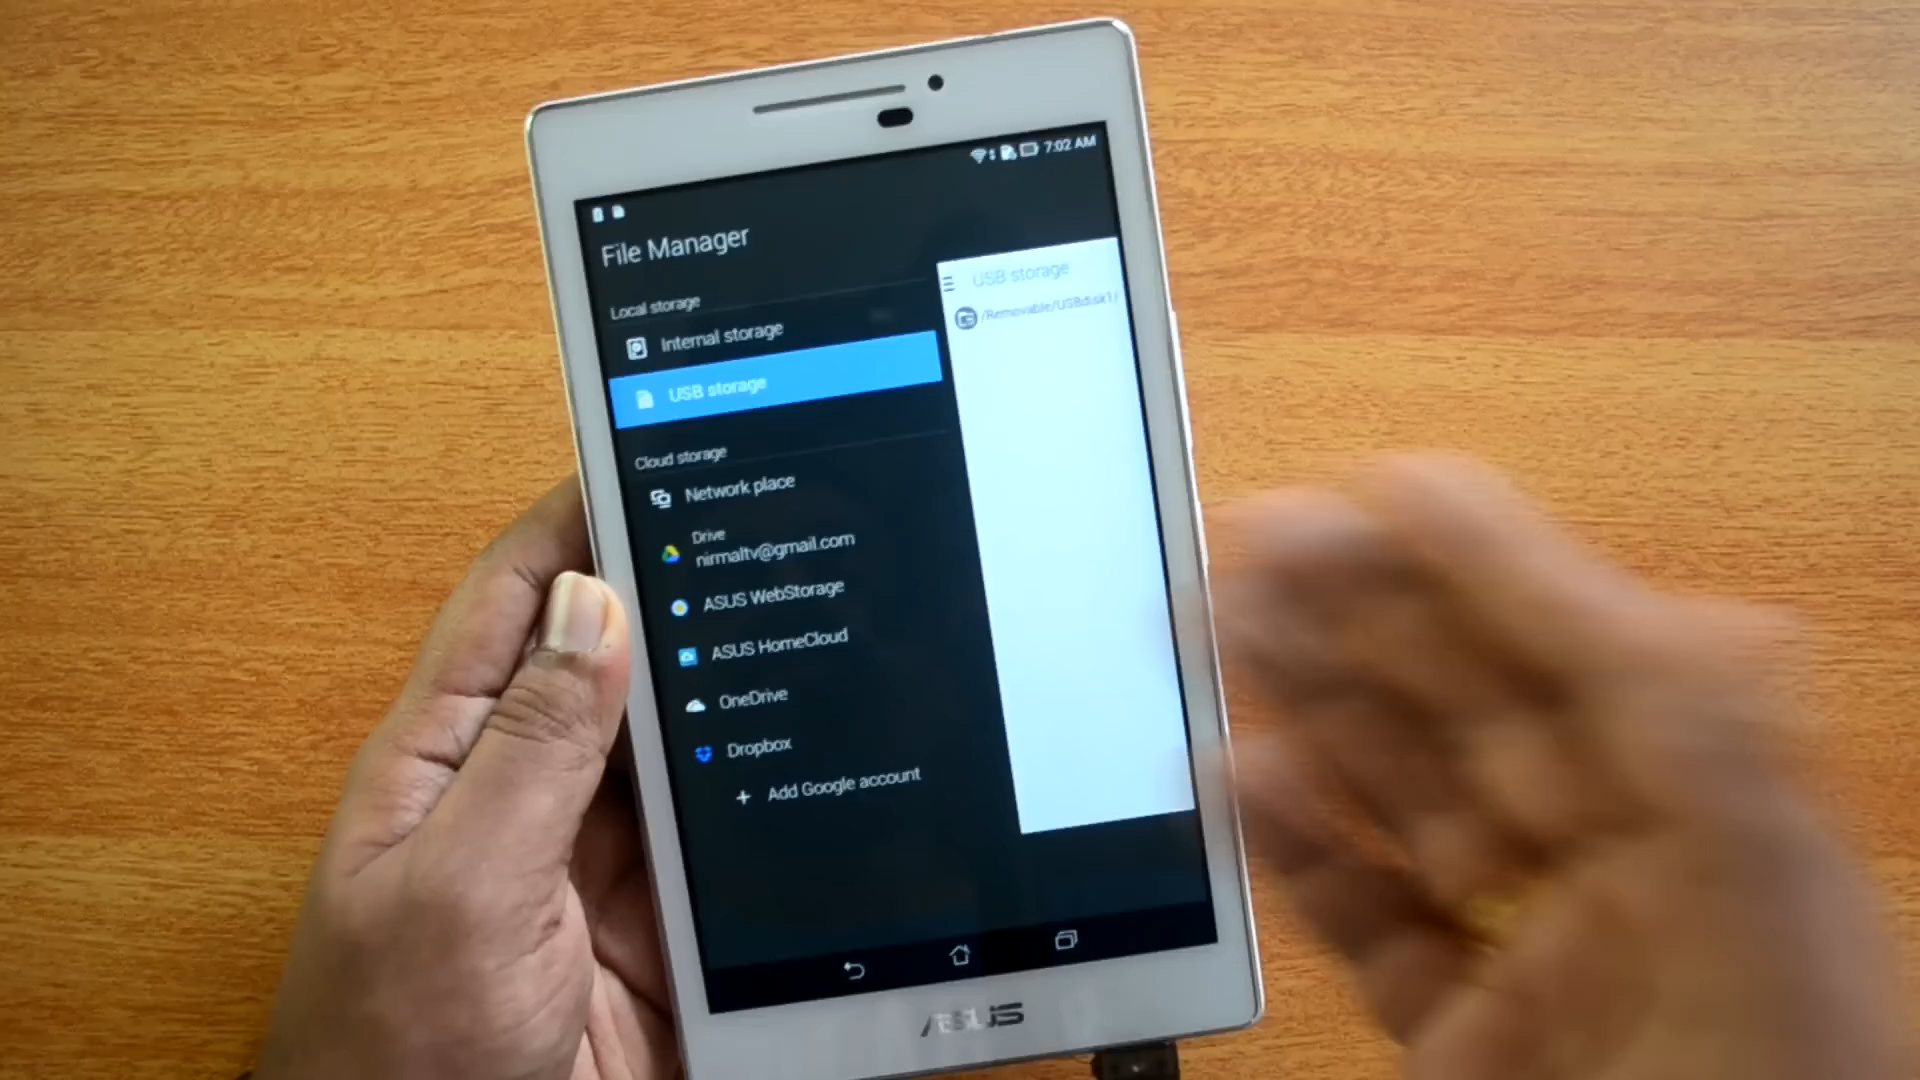 7:02 AM
File Manager
Local storage
Internal storage
USB storage
Cloud storage
Network place
Drive
nirmaltv@gmail.com
ASUS WebStorage
ASUS HomeCloud
OneDrive
Dropbox
+ Add Google account
USB storage
/Removable/USBdisk1/
ASUS